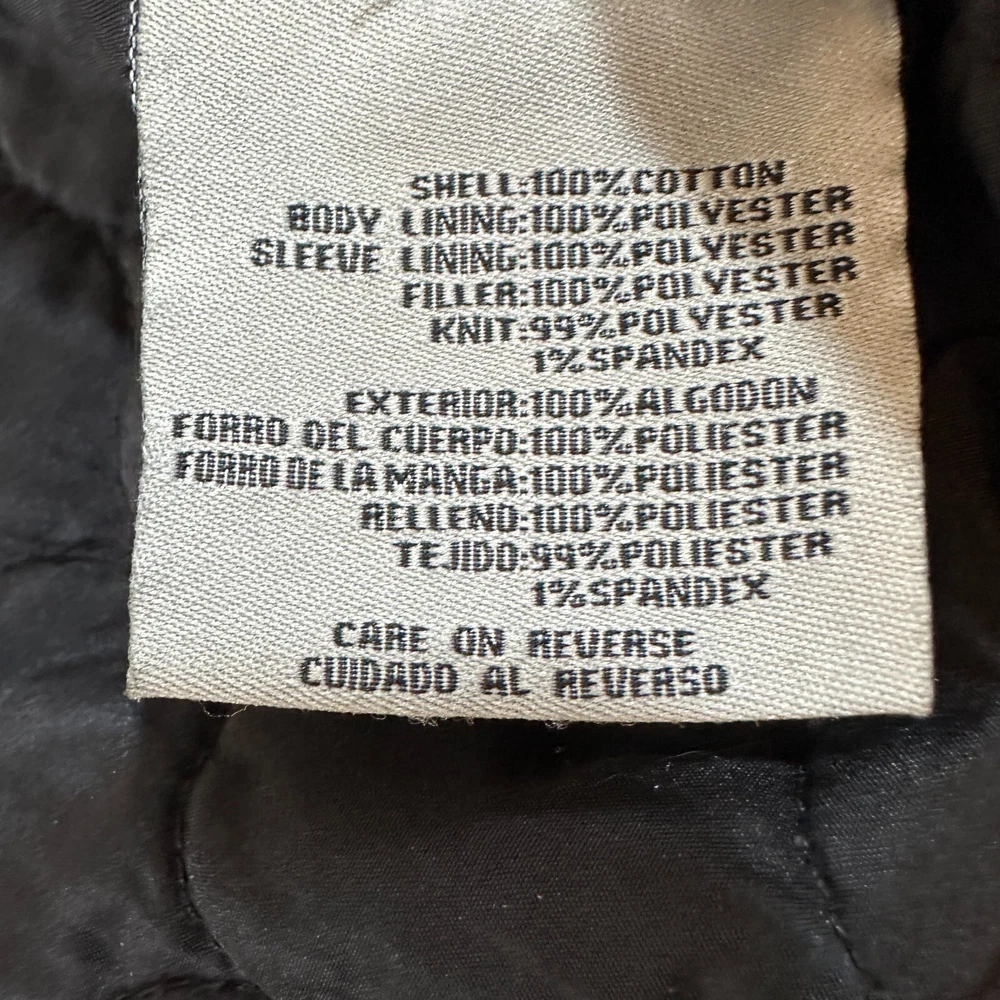 SHELL:100%COTTON
BODY LINING:100%POLYESTER
SLEEVE LINING:100%POLYESTER
FILLER:100%POLYESTER
KNIT:99%POLYESTER
1%SPANDEX
EXTERIOR:100%ALGODON
FORRO DEL CUERPO:100%POLIESTER
FORRO DE LA MANGA:100%POLIESTER
RELLENO:100%POLIESTER
TEJIDO:99%POLIESTER
1%SPANDEX
CARE ON REVERSE
CUIDADO AL REVERSO